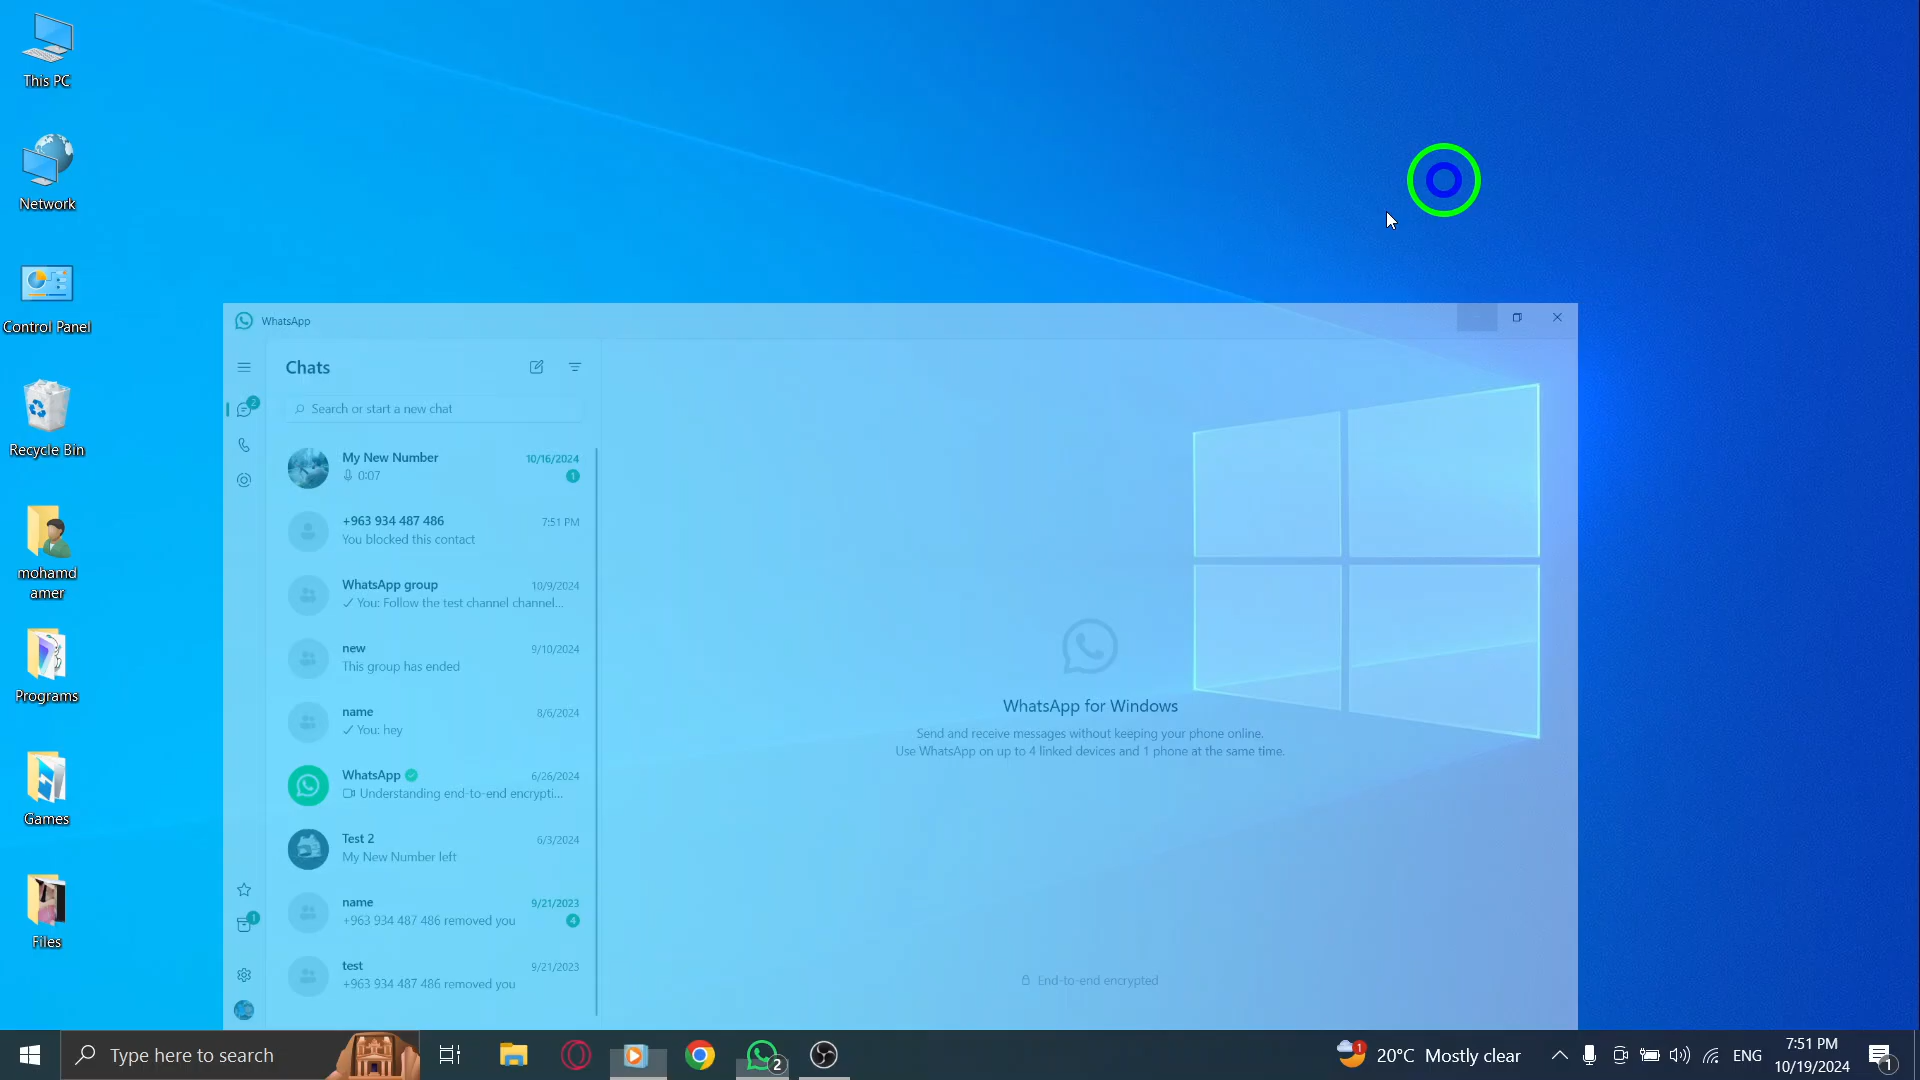 This PC
Network
Control Panel
Recycle Bin
mohamd
amer
Programs
Games
Files
WhatsApp
Chats
2
Search or start a new chat
My New Number 10/16/2024
0:07 1
+963 934 487 486 7:51 PM
You blocked this contact
WhatsApp group 10/9/2024
You: Follow the test channel channel...
new 9/10/2024
This group has ended
name 8/6/2024
You: hey
WhatsApp 6/26/2024
Understanding end-to-end encrypti...
Test 2 6/3/2024
My New Number left
name 9/21/2023
+963 934 487 486 removed you 4
1
test 9/21/2023
+963 934 487 486 removed you
WhatsApp for Windows
Send and receive messages without keeping your phone online.
Use WhatsApp on up to 4 linked devices and 1 phone at the same time.
End-to-end encrypted
Type here to search
2
1
20°C Mostly clear
ENG
7:51 PM
10/19/2024
1